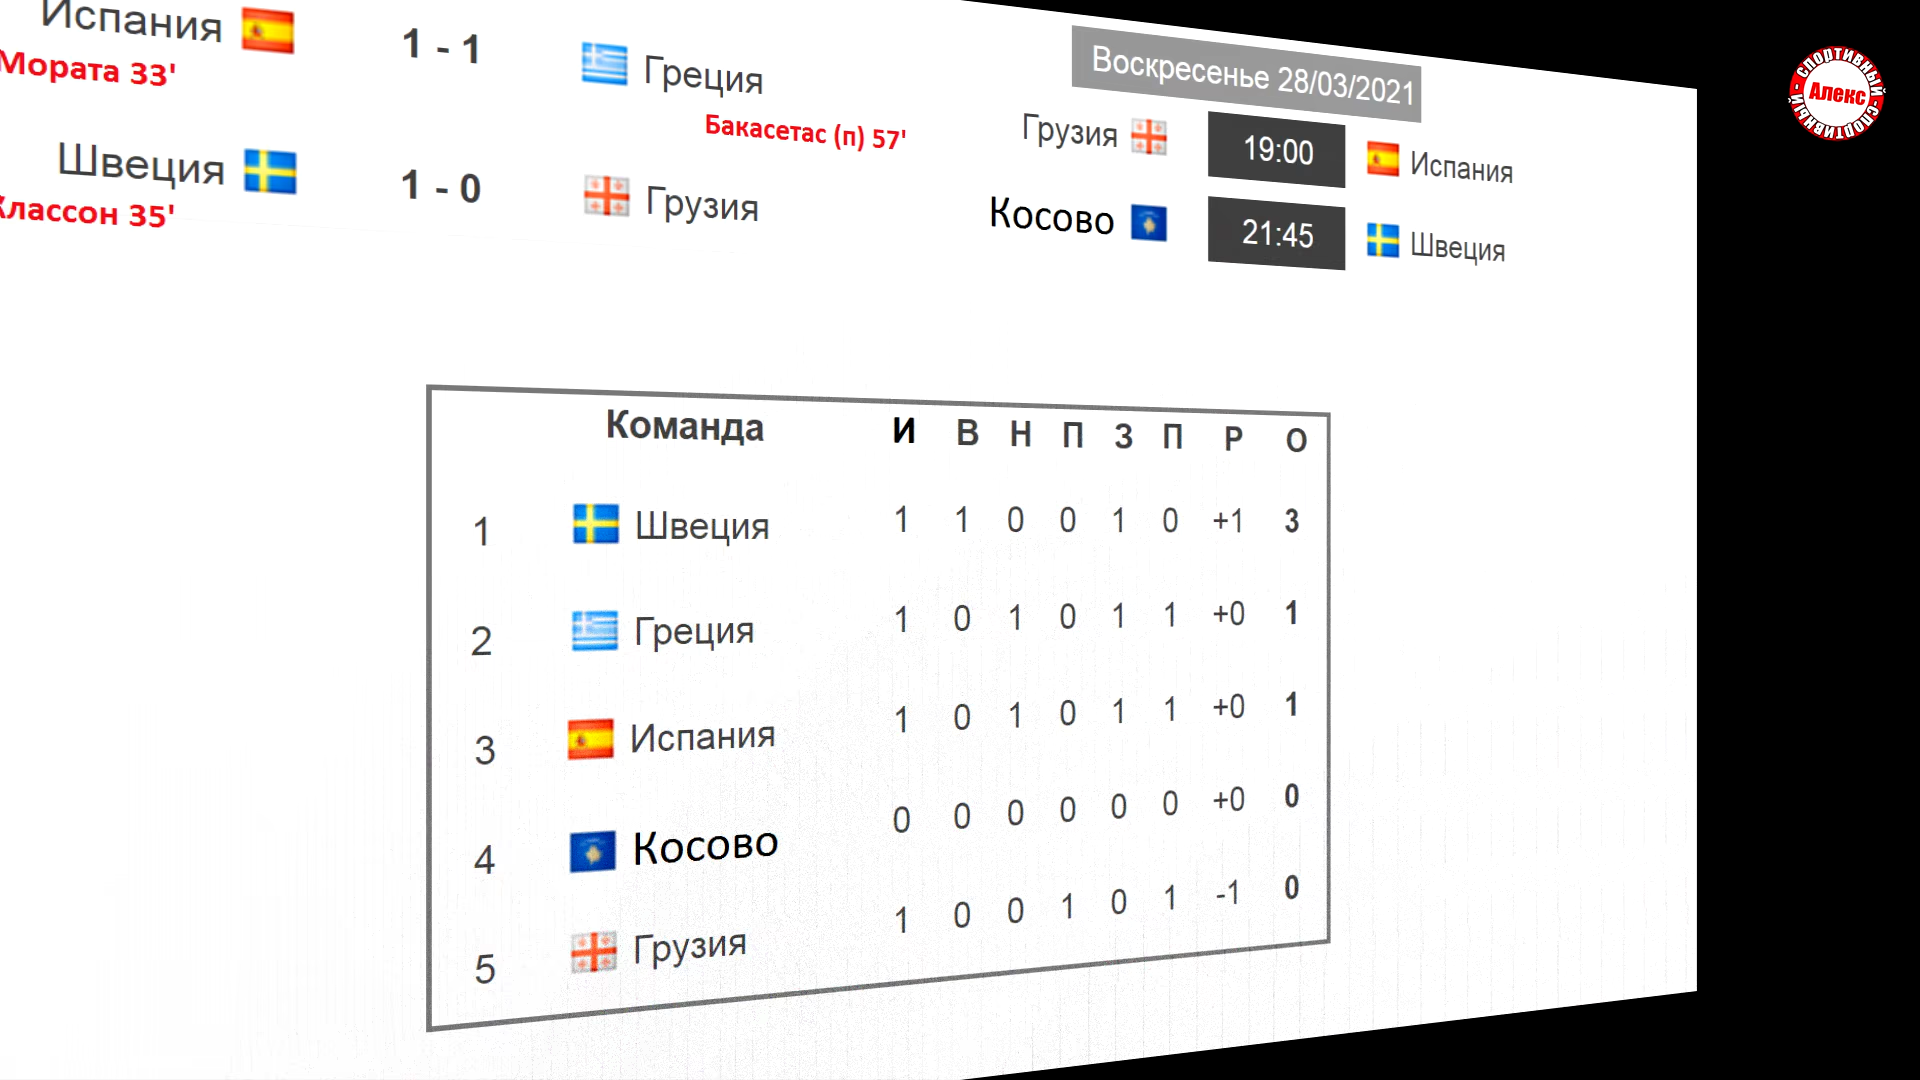 Испания 1 - 1 Греция
Мората 33'
Бакасетас (п) 57'
Швеция 1 - 0 Грузия
Классон 35'
Воскресенье 28/03/2021
Грузия 19:00 Испания
Косово 21:45 Швеция
Команда И В Н П З П Р О
1 Швеция 1 1 0 0 1 0 +1 3
2 Греция 1 0 1 0 1 1 +0 1
3 Испания 1 0 1 0 1 1 +0 1
4 Косово 0 0 0 0 0 0 +0 0
5 Грузия 1 0 0 1 0 1 -1 0
СПОРТИВНЫЙ
Алекс
СПОРТИВНЫЙ